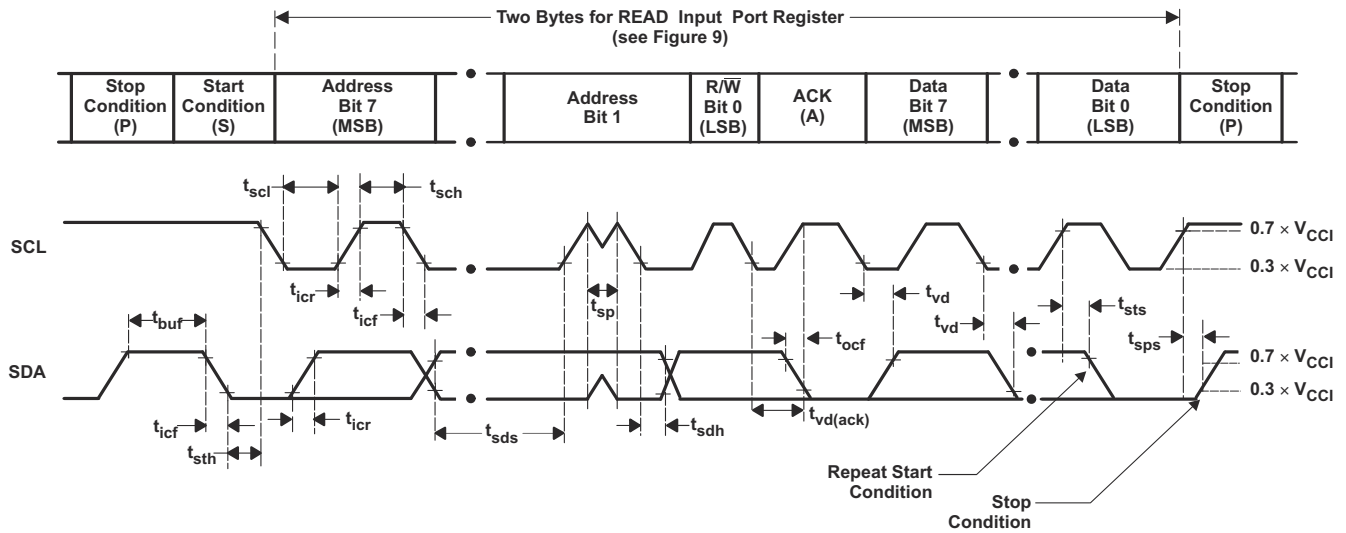 Two Bytes for READ Input Port Register
(see Figure 9)
Stop
Condition
(P)
Start
Condition
(S)
Address
Bit 7
(MSB)
Address
Bit 1
R/W̅
Bit 0
(LSB)
ACK
(A)
Data
Bit 7
(MSB)
Data
Bit 0
(LSB)
Stop
Condition
(P)
tscl
tsch
SCL
0.7 × VCCI
0.3 × VCCI
ticr
ticf
tbuf
tsp
tvd
tvd
tsts
tsps
tocf
SDA
0.7 × VCCI
0.3 × VCCI
ticf
ticr
tsth
tsds
tsdh
tvd(ack)
Repeat Start
Condition
Stop
Condition